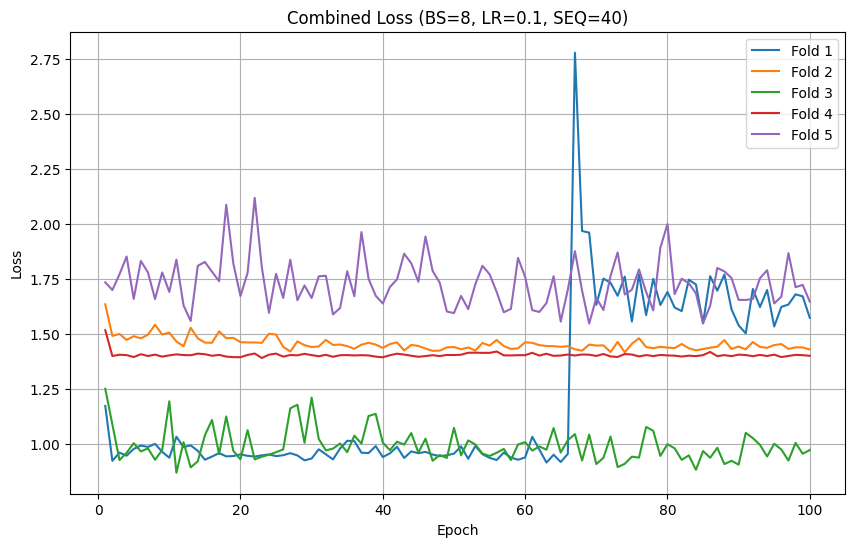 Combined Loss (BS=8, LR=0.1, SEQ=40)
Fold 1
Fold 2
Fold 3
Fold 4
Fold 5
Loss
2.75
2.50
2.25
2.00
1.75
1.50
1.25
1.00
0 20 40 60 80 100
Epoch